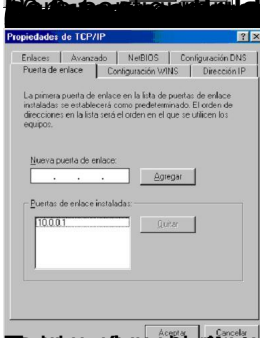 Propiedades de TCP/IP
Enlaces Avanzado NetBIOS Configuración DNS
Puerta de enlace Configuración WINS Dirección IP
La primera puerta de enlace en la lista de puertas de enlace
instaladas se establecerá como predeterminado. El orden de
direcciones en la lista será el orden en el que se utilicen los
equipos.
Nueva puerta de enlace:
Agregar
Puertas de enlace instaladas:
10.0.0.1
Quitar
Aceptar Cancelar